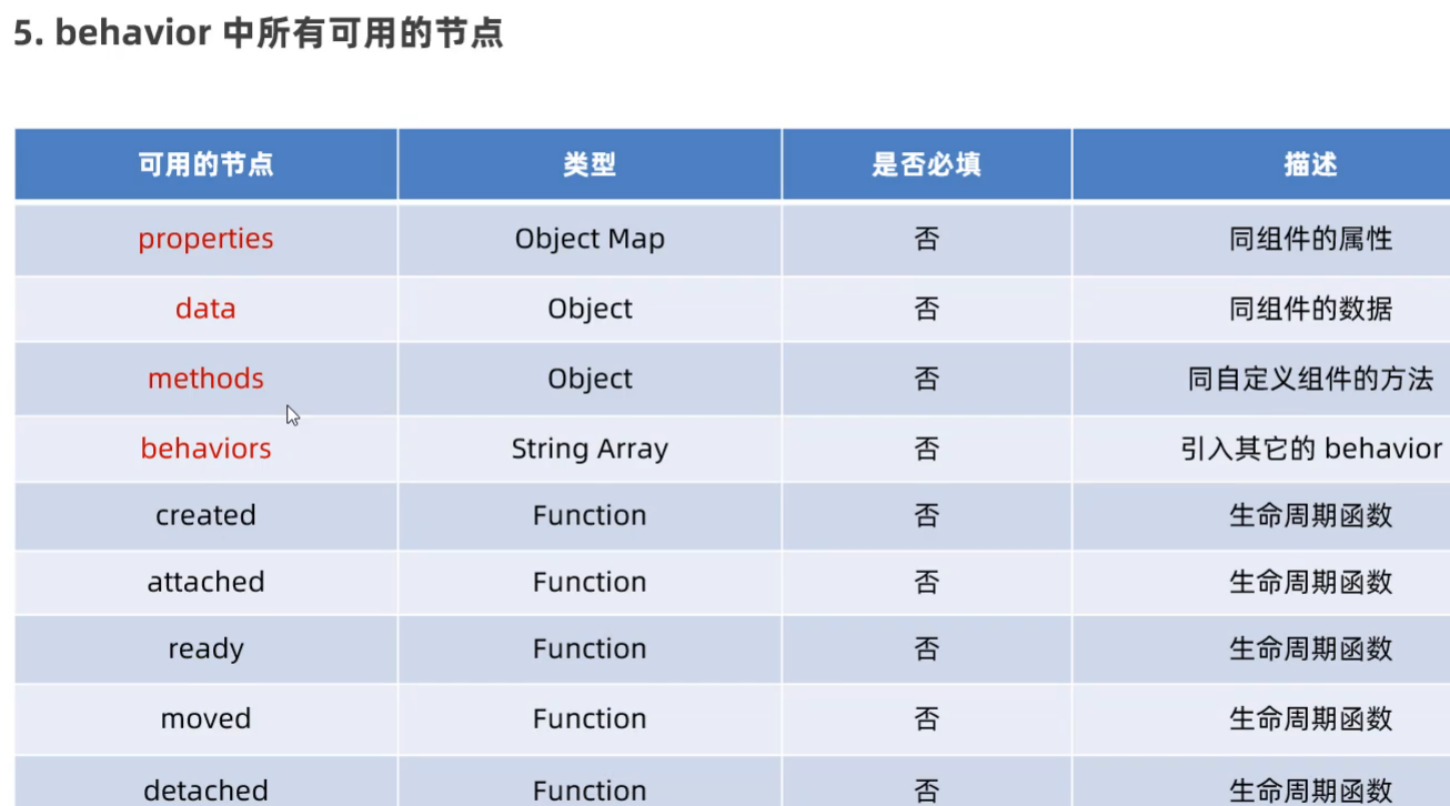 5. behavior 中所有可用的节点
可用的节点 类型 是否必填 描述
properties Object Map 否 同组件的属性
data Object 否 同组件的数据
methods Object 否 同自定义组件的方法
behaviors String Array 否 引入其它的 behavior
created Function 否 生命周期函数
attached Function 否 生命周期函数
ready Function 否 生命周期函数
moved Function 否 生命周期函数
detached Function 否 生命周期函数